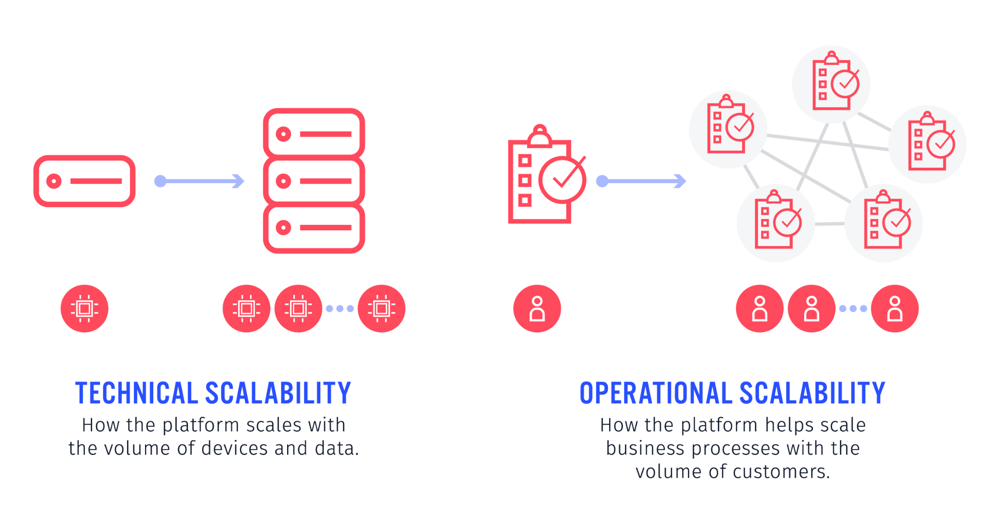 TECHNICAL SCALABILITY
How the platform scales with
the volume of devices and data.
OPERATIONAL SCALABILITY
How the platform helps scale
business processes with the
volume of customers.